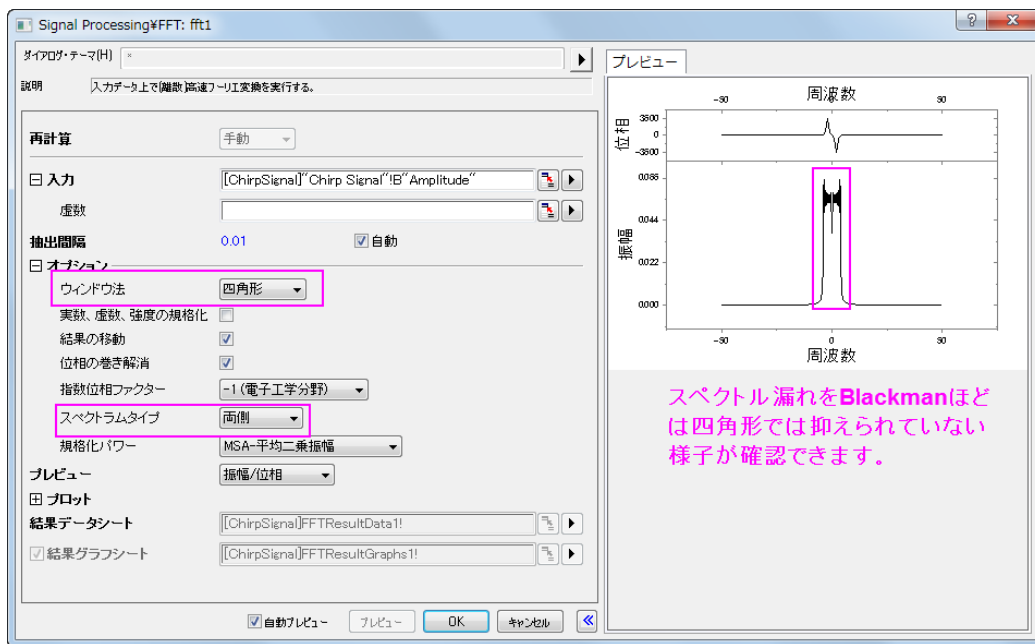 Signal Processing¥FFT: fft1
ダイアログ・テーマ(H) *
説明 入力データ上で(離散)高速フーリエ変換を実行する。
再計算 手動
入力 [ChirpSignal]"Chirp Signal"!B"Amplitude"
虚数
抽出間隔 0.01 自動
オプション
ウィンドウ法 四角形
実数、虚数、強度の規格化
結果の移動
位相の巻き解消
指数位相ファクター -1(電子工学分野)
スペクトラムタイプ 両側
規格化パワー MSA-平均二乗振幅
プレビュー 振幅/位相
プロット
結果データシート [ChirpSignal]FFTResultData1!
結果グラフシート [ChirpSignal]FFTResultGraphs1!
自動プレビュー プレビュー OK キャンセル
プレビュー
周波数
-50 0 50
位相
3500
0
-3500
振幅
0.066
0.044
0.022
0.000
-50 0 50
周波数
スペクトル漏れをBlackmanほど
は四角形では抑えられていない
様子が確認できます。